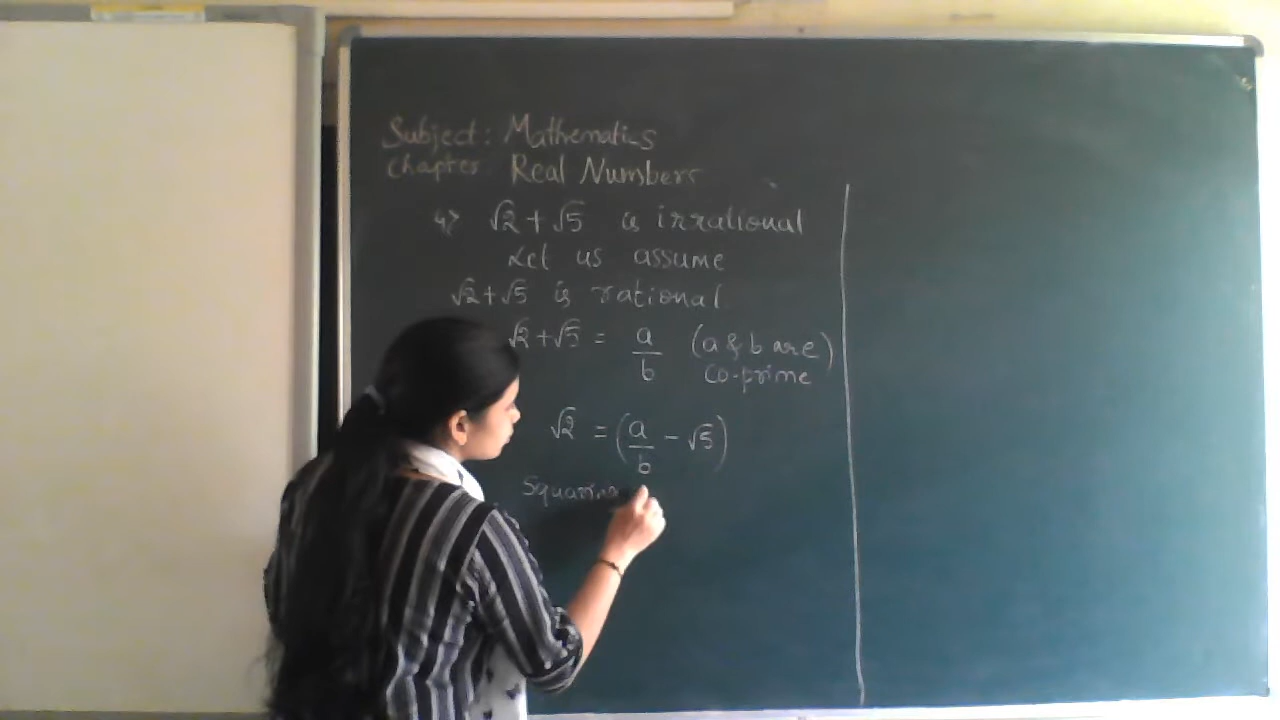 Subject: Mathematics
Chapter Real Numbers
4) √2 + √5 is irrational
Let us assume
√2 + √5 is rational
√2 + √5 = a/b (a & b are)
co-prime
√2 = (a/b - √5)
Squaring